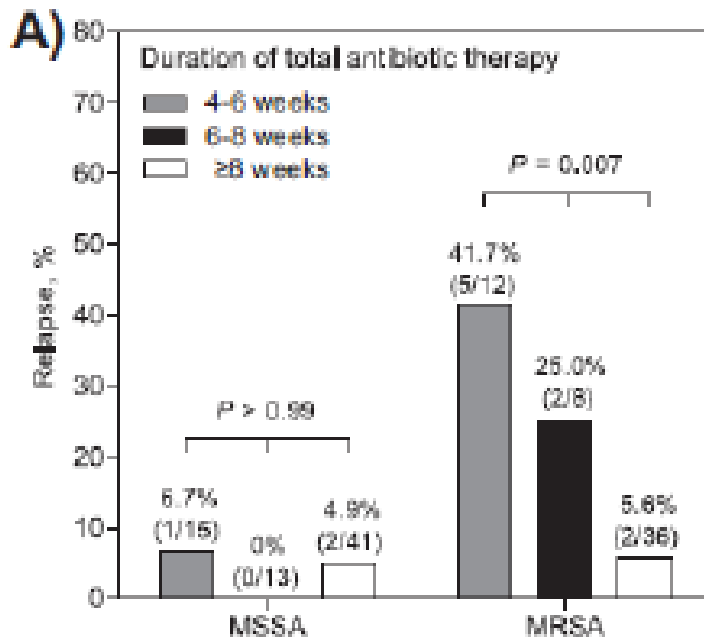 A)
Duration of total antibiotic therapy
4-6 weeks
6-8 weeks
≥8 weeks
Relapse, %
80
70
60
50
40
30
20
10
0
P > 0.99
6.7%
(1/15)
0%
(0/13)
4.9%
(2/41)
P = 0.007
41.7%
(5/12)
25.0%
(2/8)
5.6%
(2/36)
MSSA
MRSA